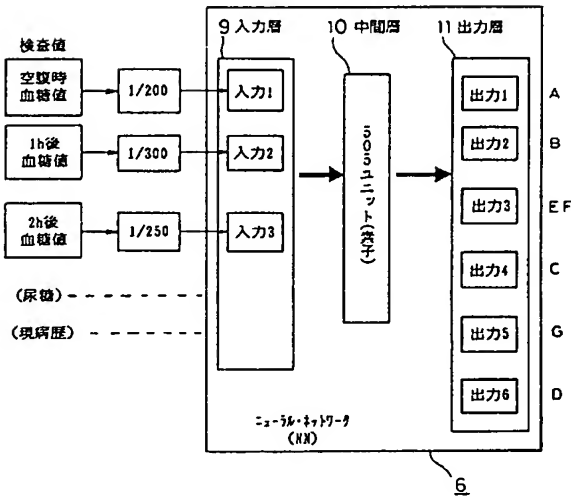 検査値
空腹時
血糖値
1/200
1h後
血糖値
1/300
2h後
血糖値
1/250
(尿糖)
(現病歴)
9 入力層
入力1
入力2
入力3
10 中間層
505ユニット(素子)
11 出力層
出力1 A
出力2 B
出力3 EF
出力4 C
出力5 G
出力6 D
ニューラル・ネットワーク
(NN)
6